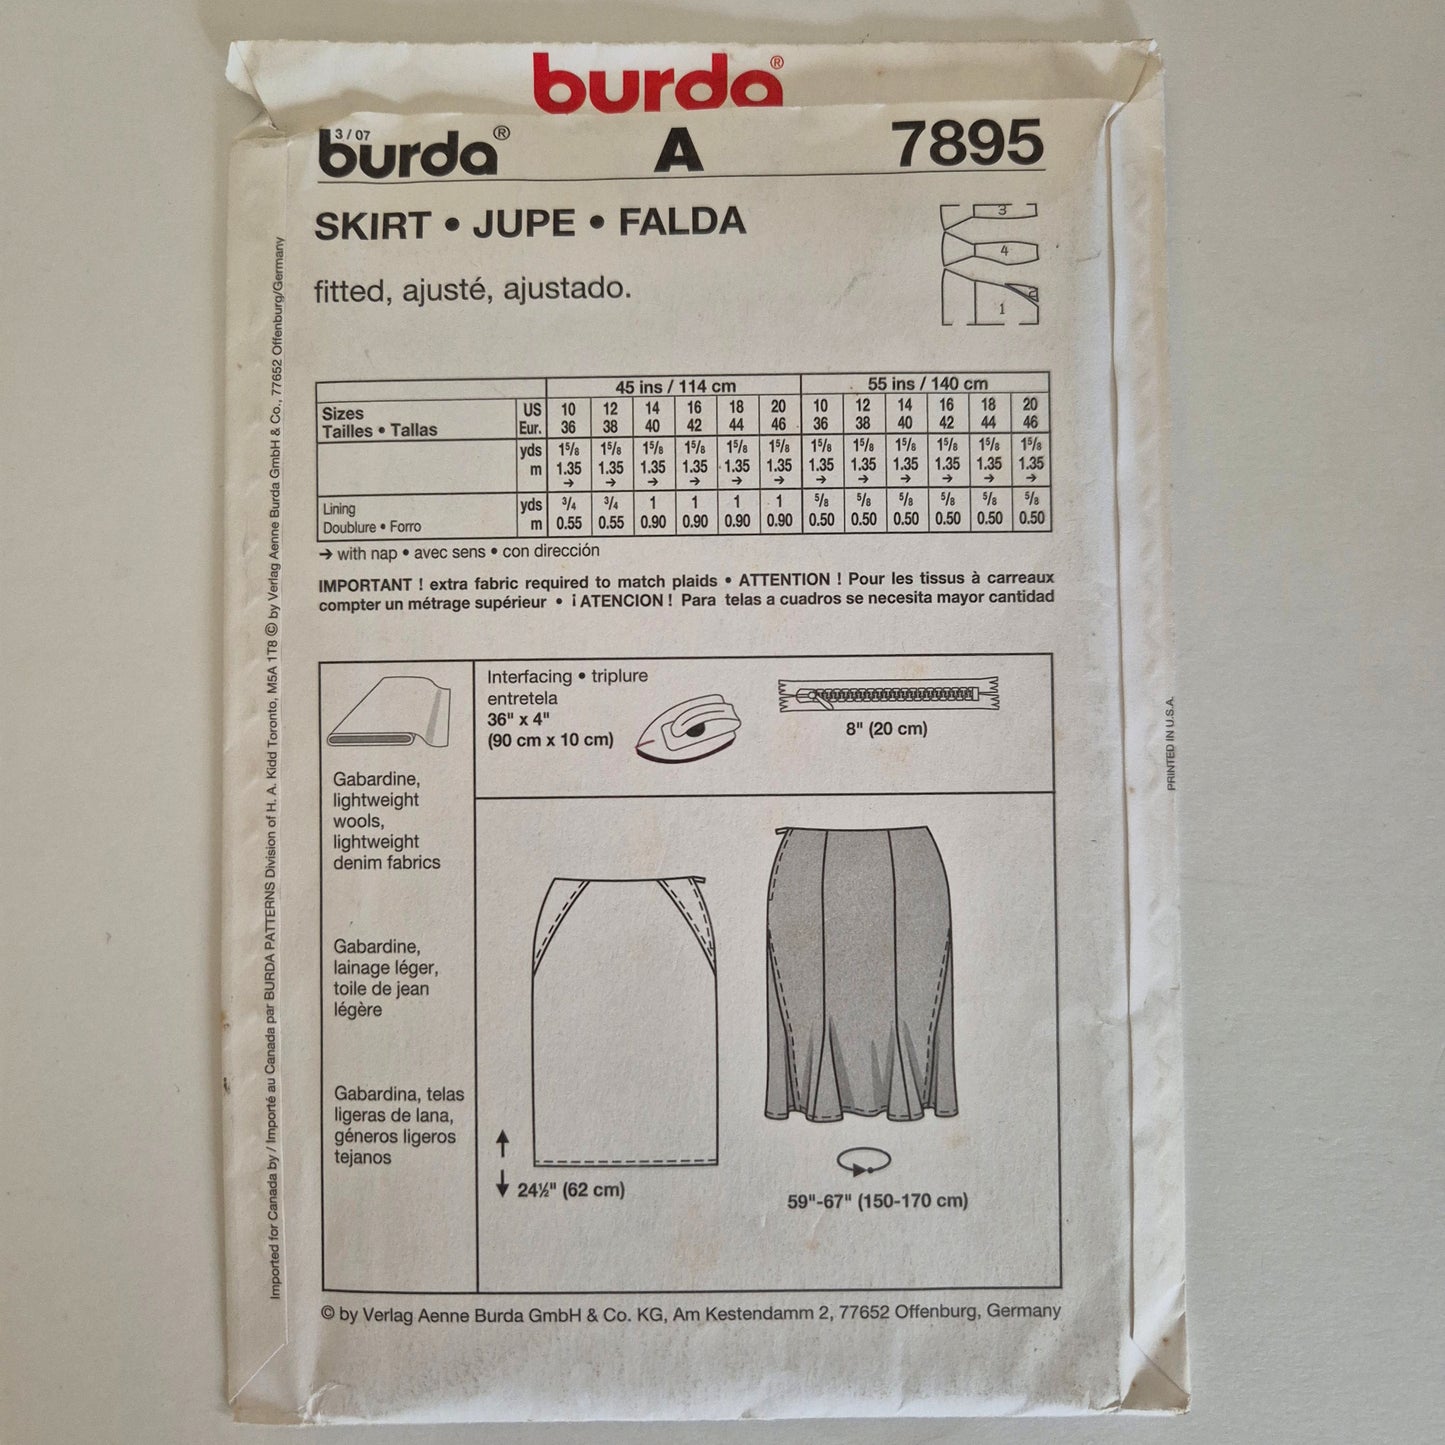 burda®
3 / 07
burda® A 7895
SKIRT • JUPE • FALDA
fitted, ajusté, ajustado.
3
4
2
1
45 ins / 114 cm 55 ins / 140 cm
Sizes US 10 12 14 16 18 20 10 12 14 16 18 20
Tailles • Tallas Eur. 36 38 40 42 44 46 36 38 40 42 44 46
yds 1⁵/₈ 1⁵/₈ 1⁵/₈ 1⁵/₈ 1⁵/₈ 1⁵/₈ 1⁵/₈ 1⁵/₈ 1⁵/₈ 1⁵/₈ 1⁵/₈ 1⁵/₈
m 1.35 1.35 1.35 1.35 1.35 1.35 1.35 1.35 1.35 1.35 1.35 1.35
→ → → → → → → → → → → →
Lining yds ³/₄ ³/₄ 1 1 1 1 ⁵/₈ ⁵/₈ ⁵/₈ ⁵/₈ ⁵/₈ ⁵/₈
Doublure • Forro m 0.55 0.55 0.90 0.90 0.90 0.90 0.50 0.50 0.50 0.50 0.50 0.50
→ with nap • avec sens • con dirección
IMPORTANT ! extra fabric required to match plaids • ATTENTION ! Pour les tissus à carreaux
compter un métrage supérieur • ¡ ATENCION ! Para telas a cuadros se necesita mayor cantidad
Gabardine,
lightweight
wools,
lightweight
denim fabrics
Gabardine,
lainage léger,
toile de jean
légère
Gabardina, telas
ligeras de lana,
géneros ligeros
tejanos
Interfacing • triplure
entretela
36" x 4"
(90 cm x 10 cm)
8" (20 cm)
24½" (62 cm)
59"-67" (150-170 cm)
© by Verlag Aenne Burda GmbH & Co. KG, Am Kestendamm 2, 77652 Offenburg, Germany
Imported for Canada by / Importé au Canada par BURDA PATTERNS Division of H. A. Kidd Toronto, M5A 1T8 © by Verlag Aenne Burda GmbH & Co., 77652 Offenburg/Germany
PRINTED IN U.S.A.